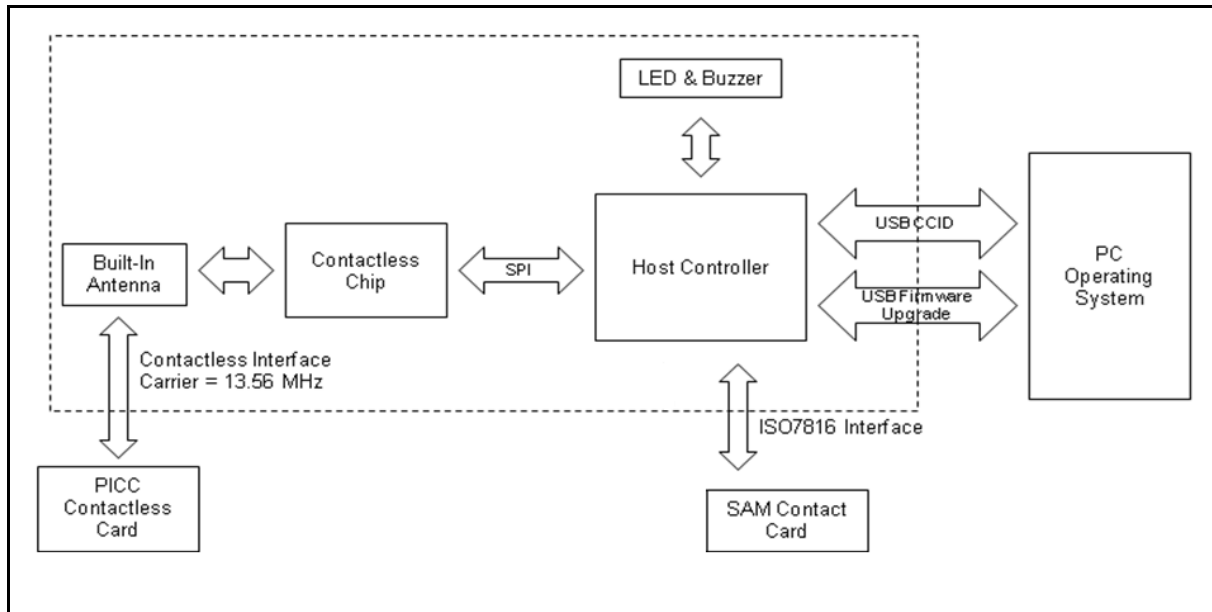 LED & Buzzer
Built-In
Antenna
Contactless
Chip
SPI
Host Controller
USB CCID
USB Firmware
Upgrade
PC
Operating
System
Contactless Interface
Carrier = 13.56 MHz
ISO7816 Interface
PICC
Contactless
Card
SAM Contact
Card